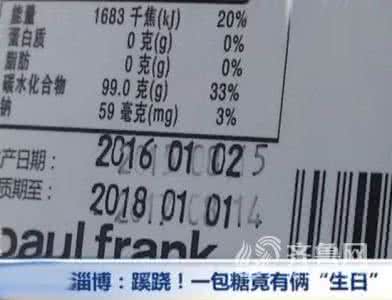 能量 1683 千焦(kJ) 20%
蛋白质 0 克(g) 0%
脂肪 0 克(g) 0%
碳水化合物 99.0 克(g) 33%
钠 59 毫克(mg) 3%
产日期: 2016 01 02
质期至: 2018 01 01
paul frank
齐鲁网
淄博：蹊跷！一包糖竟有俩“生日”